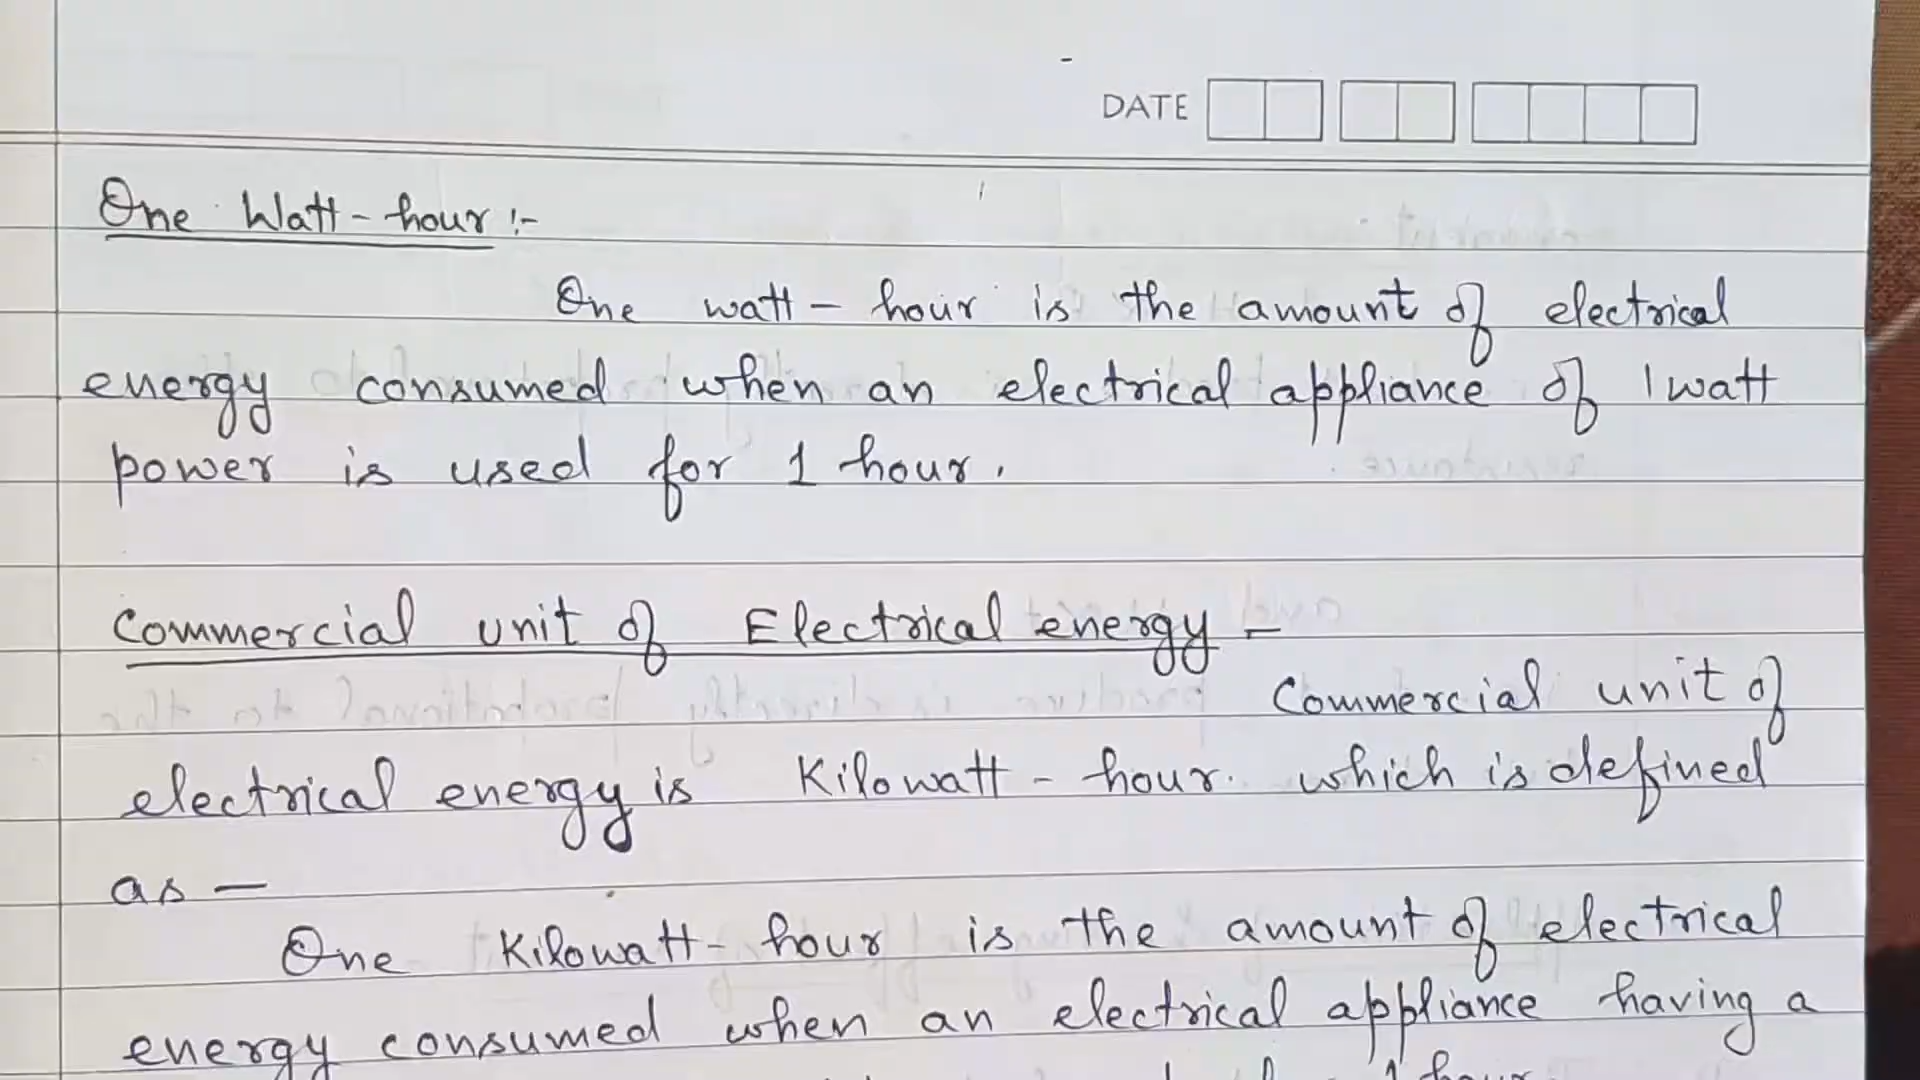 DATE
One Watt-hour :-
One watt-hour is the amount of electrical
energy consumed when an electrical appliance of 1 watt
power is used for 1 hour.
Commercial unit of Electrical energy -
Commercial unit of
electrical energy is Kilowatt-hour. which is defined
as -
One Kilowatt-hour is the amount of electrical
energy consumed when an electrical appliance having a
1 hour